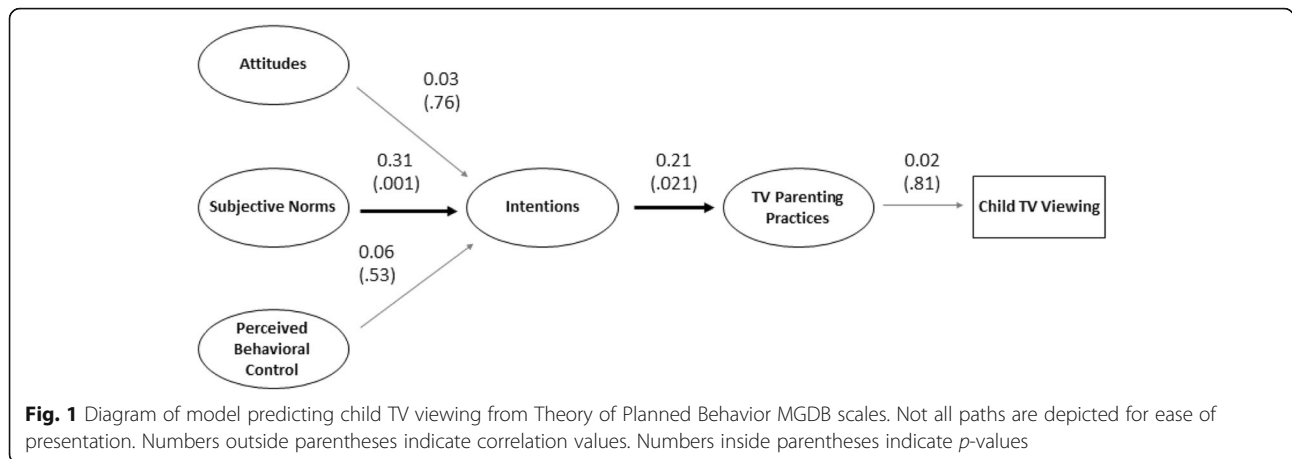 Attitudes
0.03
(.76)
0.31
(.001)
Subjective Norms
Intentions
0.21
(.021)
TV Parenting
Practices
0.02
(.81)
Child TV Viewing
0.06
(.53)
Perceived
Behavioral
Control
Fig. 1 Diagram of model predicting child TV viewing from Theory of Planned Behavior MGDB scales. Not all paths are depicted for ease of
presentation. Numbers outside parentheses indicate correlation values. Numbers inside parentheses indicate p-values